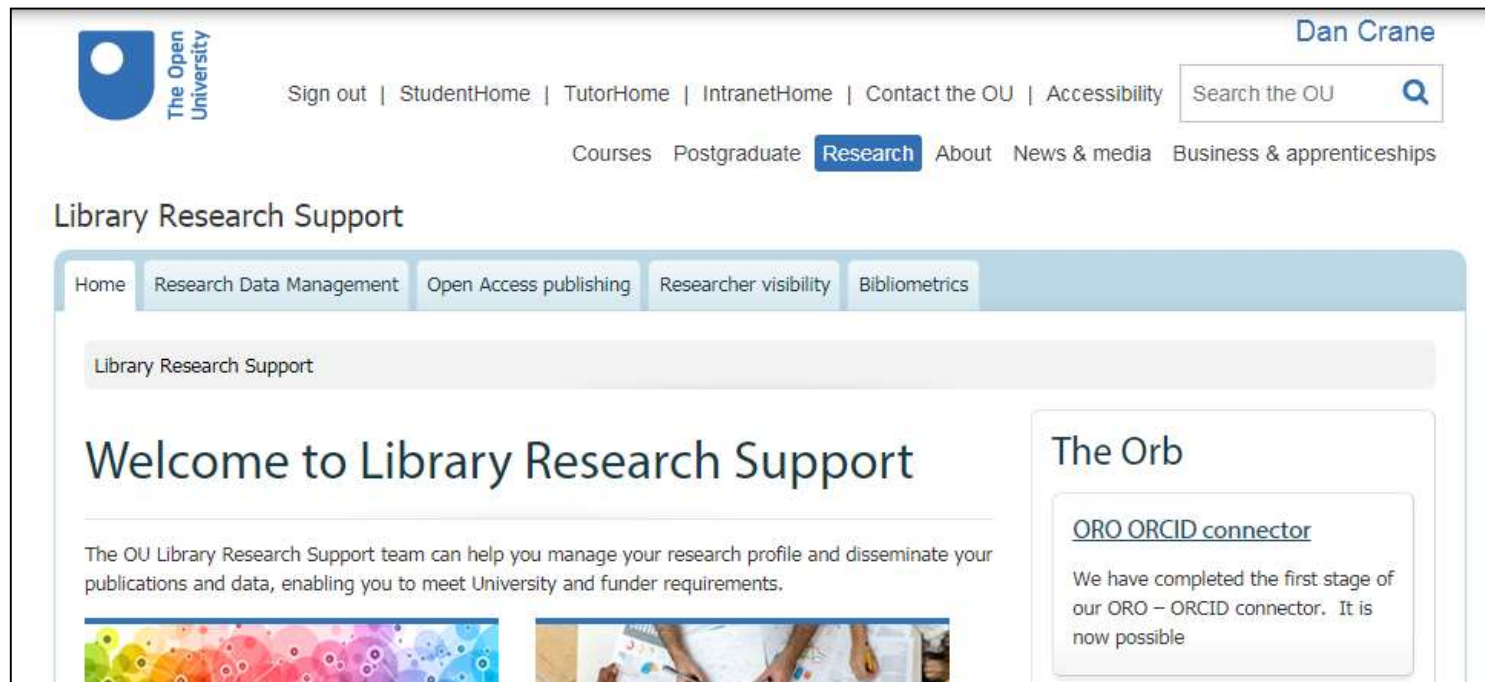 The Open
University
Dan Crane
Sign out | StudentHome | TutorHome | IntranetHome | Contact the OU | Accessibility
Search the OU
Courses Postgraduate Research About News & media Business & apprenticeships
Library Research Support
Home Research Data Management Open Access publishing Researcher visibility Bibliometrics
Library Research Support
Welcome to Library Research Support
The OU Library Research Support team can help you manage your research profile and disseminate your
publications and data, enabling you to meet University and funder requirements.
The Orb
ORO ORCID connector
We have completed the first stage of
our ORO – ORCID connector. It is
now possible